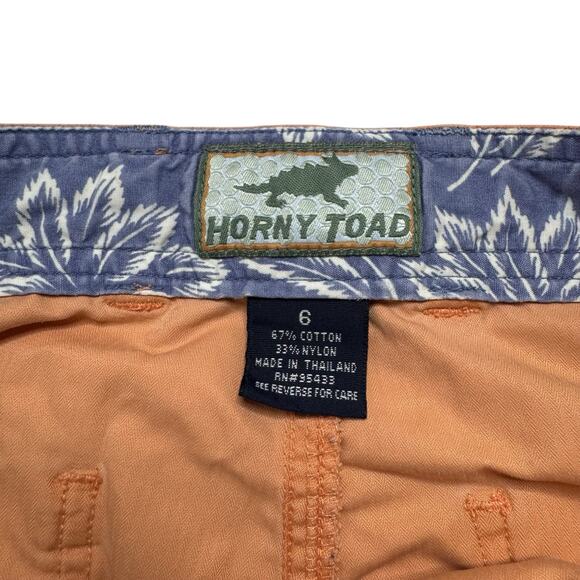 HORNY TOAD
6
67% COTTON
33% NYLON
MADE IN THAILAND
RN#95433
SEE REVERSE FOR CARE